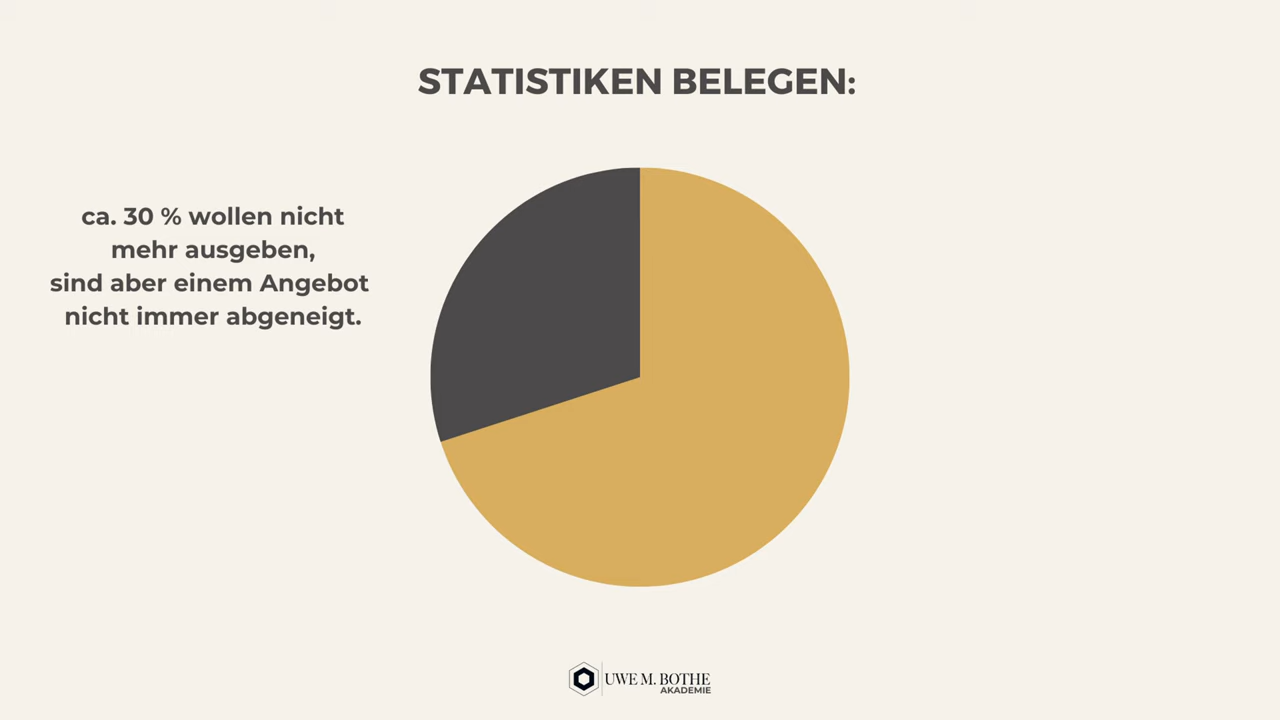 STATISTIKEN BELEGEN:
ca. 30 % wollen nicht
mehr ausgeben,
sind aber einem Angebot
nicht immer abgeneigt.
UWE M. BOTHE
AKADEMIE